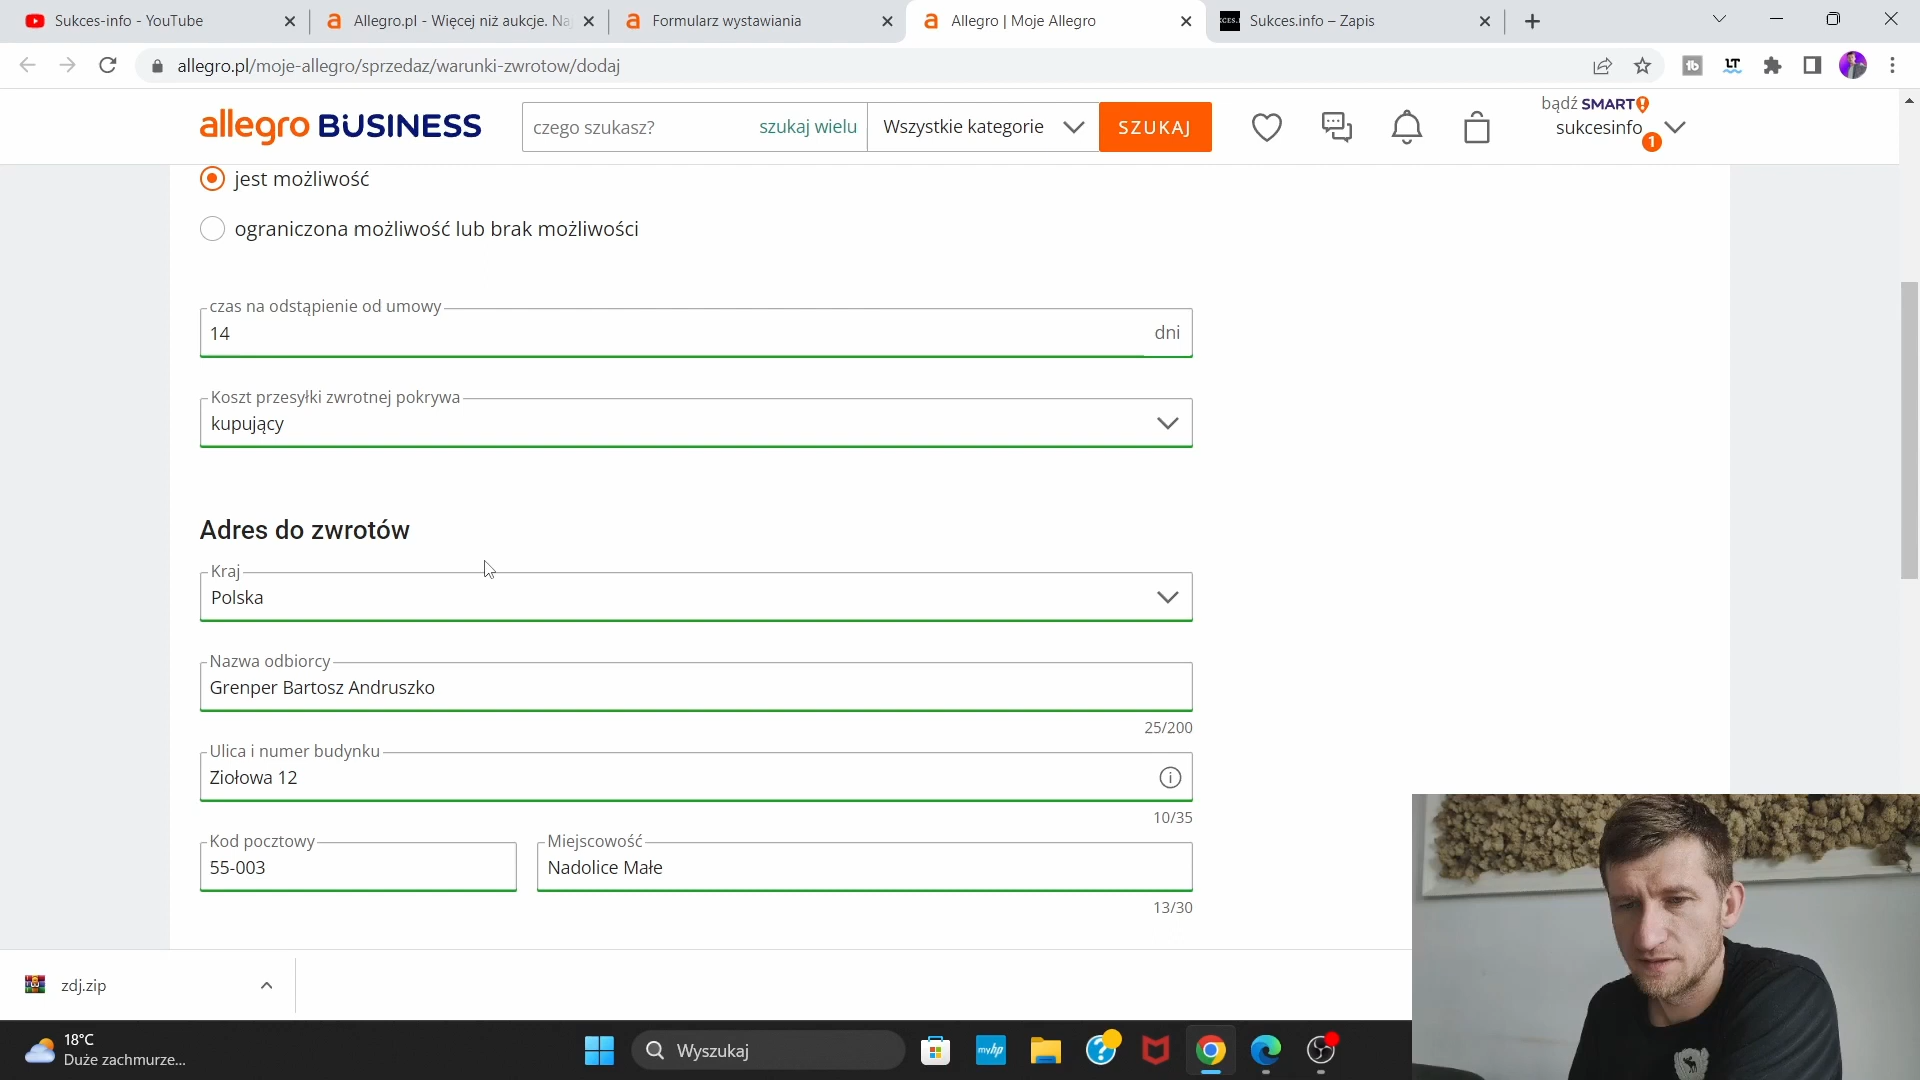 Sukces-info - YouTube
Allegro.pl - Więcej niż aukcje. Na
Formularz wystawiania
Allegro | Moje Allegro
Sukces.info – Zapis
allegro.pl/moje-allegro/sprzedaz/warunki-zwrotow/dodaj
allegro BUSINESS
czego szukasz?
szukaj wielu
Wszystkie kategorie
SZUKAJ
bądź SMART!
sukcesinfo
1
jest możliwość
ograniczona możliwość lub brak możliwości
czas na odstąpienie od umowy
14
dni
Koszt przesyłki zwrotnej pokrywa
kupujący
Adres do zwrotów
Kraj
Polska
Nazwa odbiorcy
Grenper Bartosz Andruszko
25/200
Ulica i numer budynku
Ziołowa 12
10/35
Kod pocztowy
55-003
Miejscowość
Nadolice Małe
13/30
zdj.zip
18°C
Duże zachmurze...
Wyszukaj
myhp